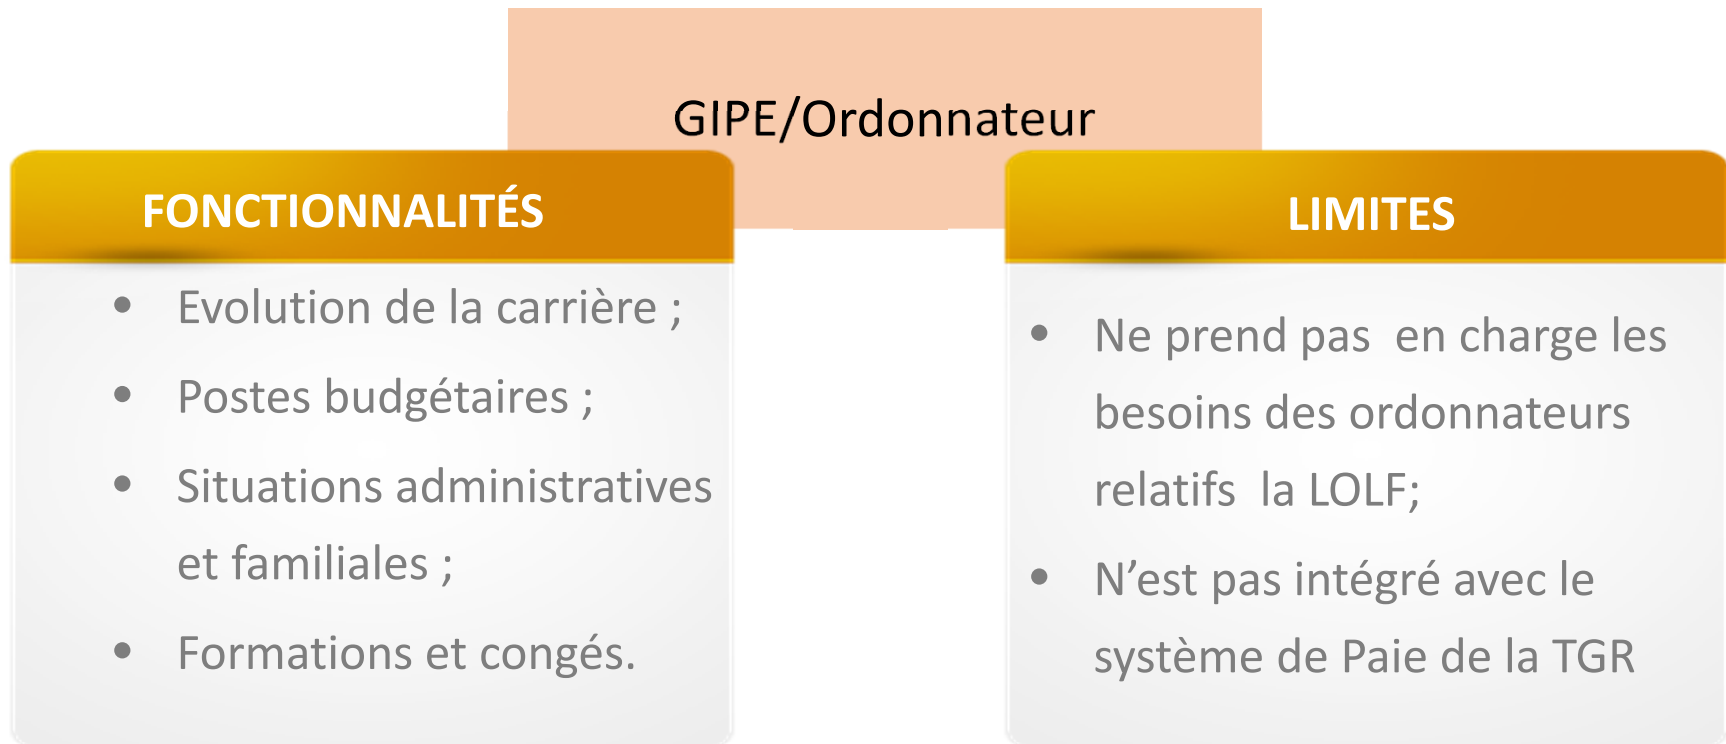 GIPE/Ordonnateur
FONCTIONNALITÉS
• Evolution de la carrière ;
• Postes budgétaires ;
• Situations administratives
et familiales ;
• Formations et congés.
LIMITES
• Ne prend pas  en charge les
besoins des ordonnateurs
relatifs  la LOLF;
• N’est pas intégré avec le
système de Paie de la TGR